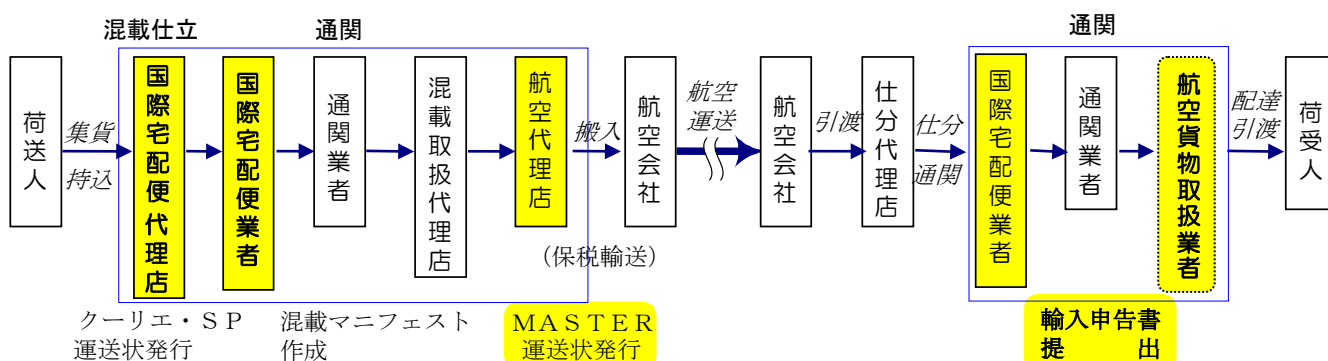 混載仕立
通関
通関
荷送人
集貨
持込
国際宅配便代理店
国際宅配便業者
通関業者
混載取扱代理店
航空代理店
搬入
航空会社
航空
運送
航空会社
引渡
仕分代理店
仕分
通関
国際宅配便業者
通関業者
航空貨物取扱業者
配達
引渡
荷受人
（保税輸送）
クーリエ・ＳＰ
運送状発行
混載マニフェスト
作成
ＭＡＳＴＥＲ
運送状発行
輸入申告書
提　　出